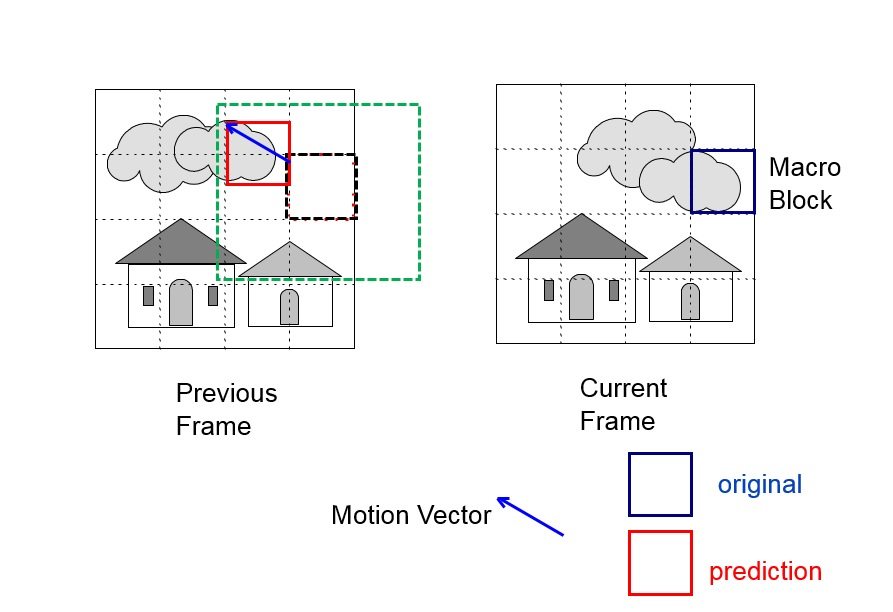 Macro
Block
Previous
Frame
Current
Frame
original
Motion Vector
prediction